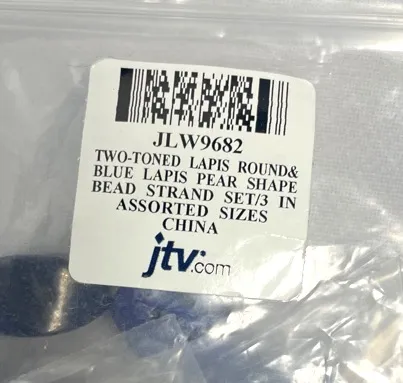 JLW9682
TWO-TONED LAPIS ROUND&
BLUE LAPIS PEAR SHAPE
BEAD STRAND SET/3 IN
ASSORTED SIZES
CHINA
jtv.com